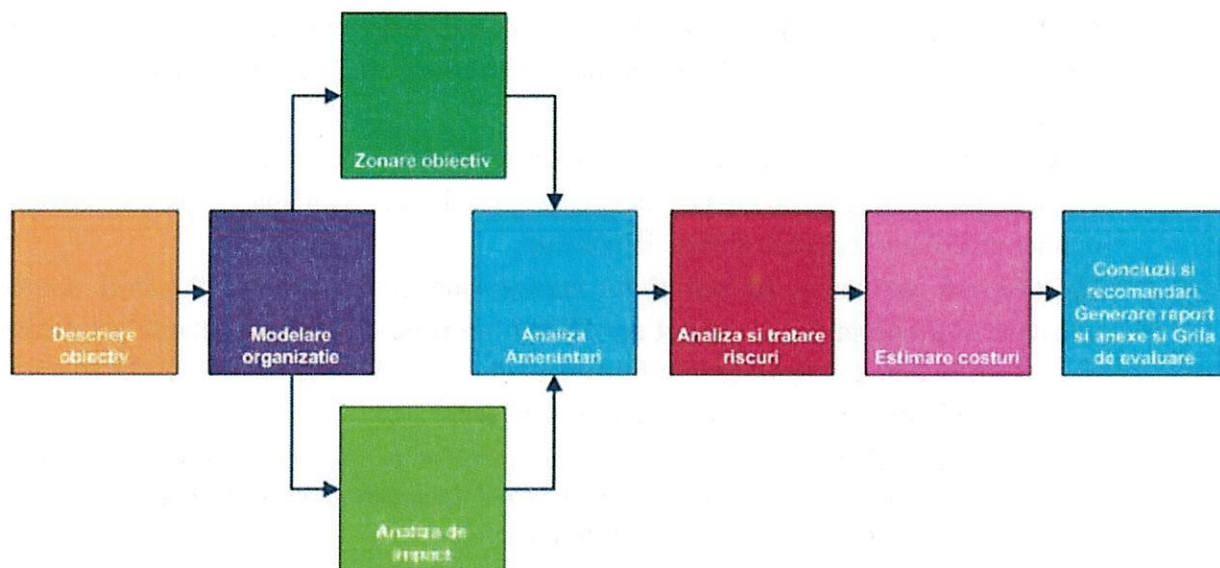 Zonare obiectiv
Descriere
obiectiv
Modelare
organizatie
Analiza
Amenintari
Analiza si tratare
riscuri
Estimare costuri
Concluzii si
recomandari.
Generare raport
si anexe si Grila
de evaluare
Analiza de
impact